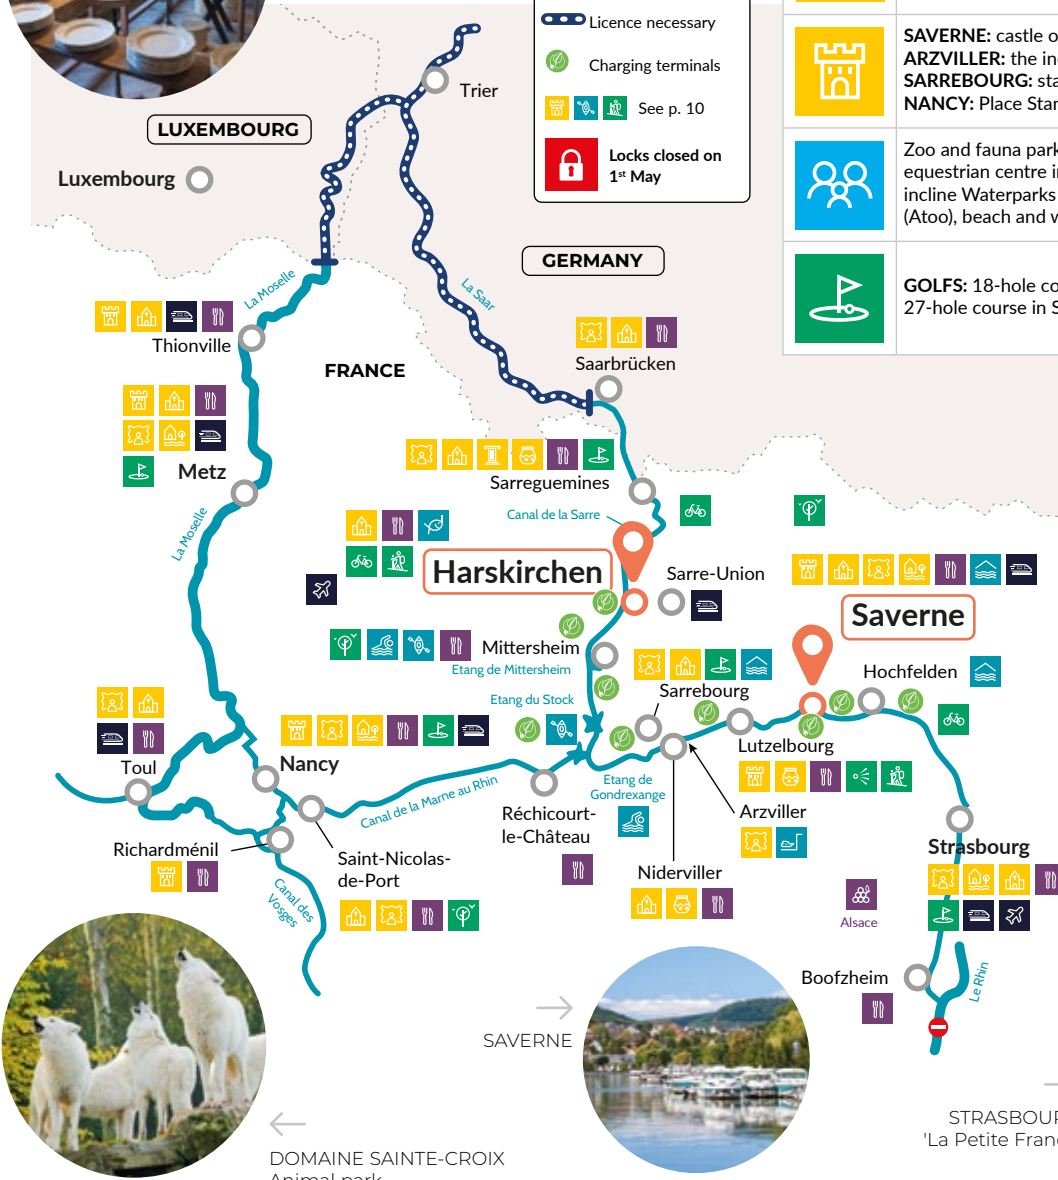 Licence necessary
Charging terminals
See p. 10
Locks closed on
1st May
SAVERNE: castle o
ARZVILLER: the in
SARREBOURG: sta
NANCY: Place Stan
Zoo and fauna park
equestrian centre i
incline Waterparks
(Atoo), beach and w
GOLFS: 18-hole co
27-hole course in S
Trier
LUXEMBOURG
Luxembourg
GERMANY
La Moselle
La Saar
Thionville
FRANCE
Saarbrücken
Metz
Sarreguemines
La Moselle
Canal de la Sarre
Harskirchen
Sarre-Union
Saverne
Mittersheim
Etang de Mittersheim
Etang du Stock
Sarrebourg
Hochfelden
Lutzelbourg
Toul
Nancy
Canal de la Marne au Rhin
Etang de
Gondrexange
Réchicourt-
le-Château
Arzviller
Richardménil
Saint-Nicolas-
de-Port
Niderviller
Strasbourg
Canal des
Vosges
Alsace
Boofzheim
Le Rhin
SAVERNE
DOMAINE SAINTE-CROIX
Animal park
STRASBOUR
'La Petite Franc